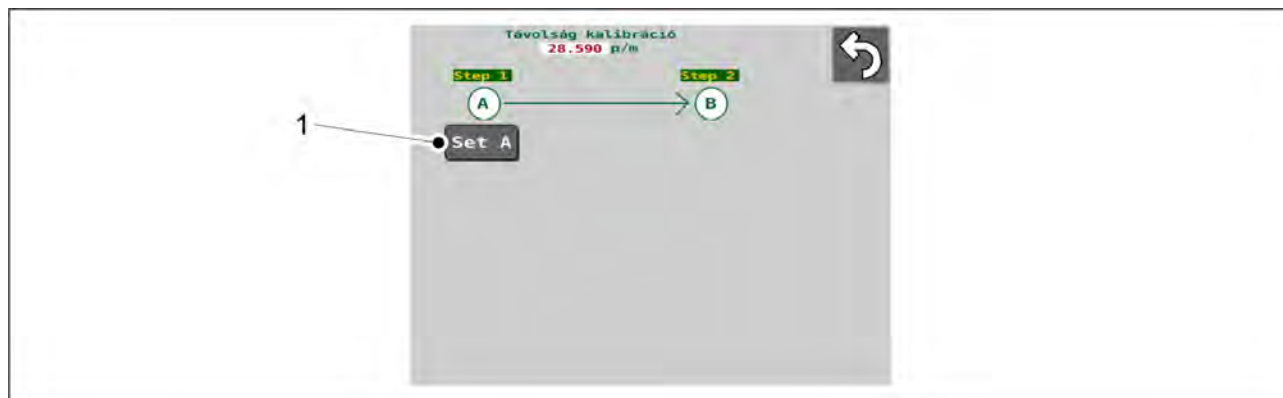 Távolság kalibráció
28.590 p/m
Step 1 Step 2
A B
1
Set A